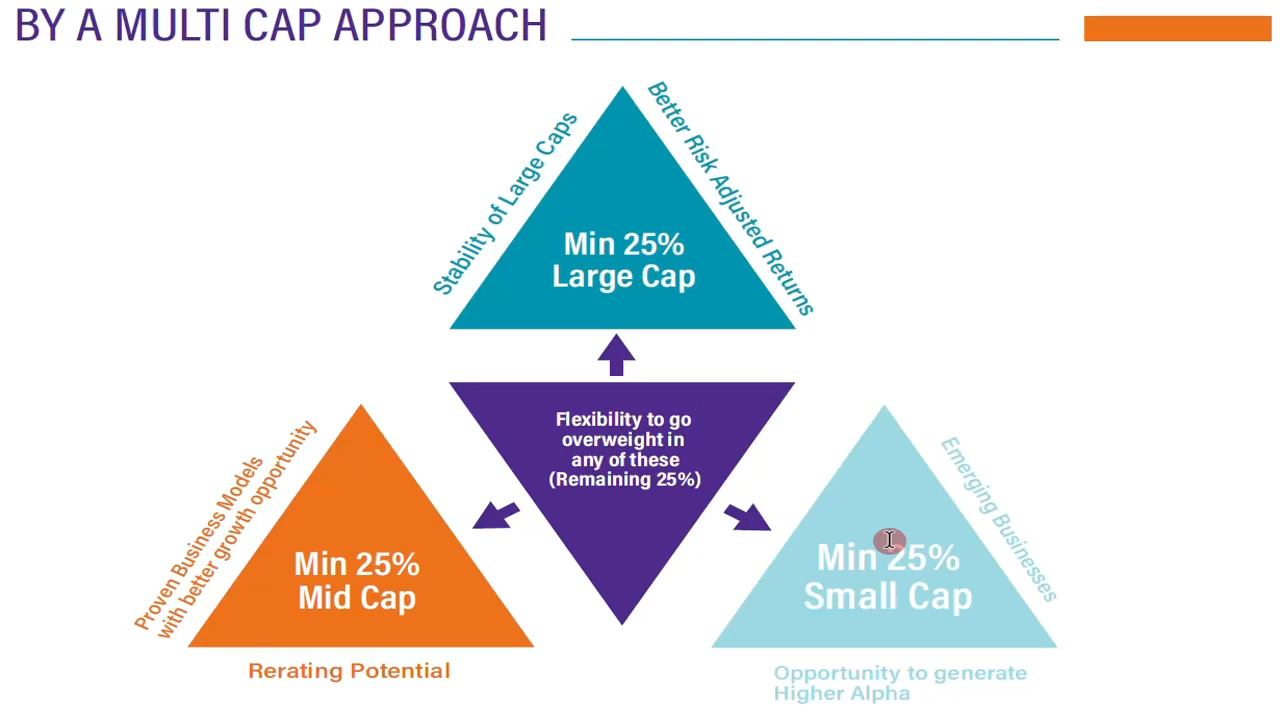 BY A MULTI CAP APPROACH
Stability of Large Caps
Better Risk Adjusted Returns
Min 25%
Large Cap
Flexibility to go
overweight in
any of these
(Remaining 25%)
Proven Business Models
with better growth opportunity
Min 25%
Mid Cap
Rerating Potential
Emerging Businesses
Min 25%
Small Cap
Opportunity to generate
Higher Alpha